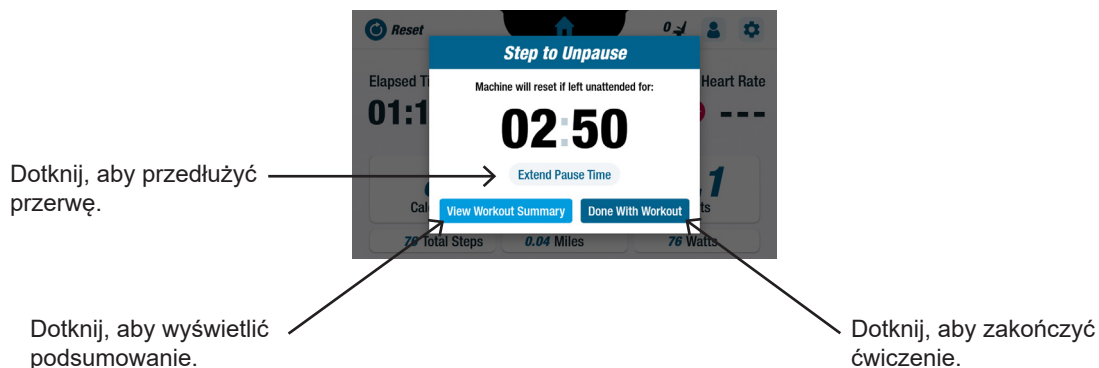 Reset
0
Step to Unpause
Elapsed Ti
Heart Rate
Machine will reset if left unattended for:
01:1
02:50
---
Extend Pause Time
Dotknij, aby przedłużyć
przerwę.
1
Cal
View Workout Summary
Done With Workout
ts
76 Total Steps
0.04 Miles
76 Watts
Dotknij, aby wyświetlić
podsumowanie.
Dotknij, aby zakończyć
ćwiczenie.